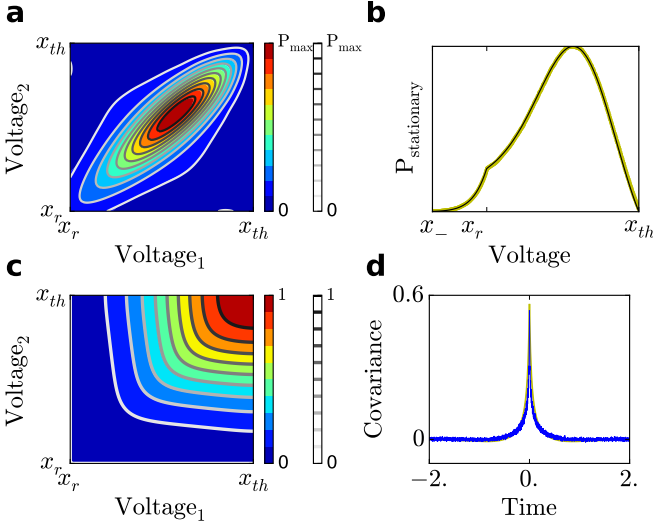 a
x_th
P_max
P_max
Voltage_2
x_r
0
0
x_r
x_th
Voltage_1
b
P_stationary
x_-
x_r
x_th
Voltage
c
x_th
1
1
Voltage_2
x_r
0
0
x_r
x_th
Voltage_1
d
0.6
Covariance
0
−2.
0.
2.
Time